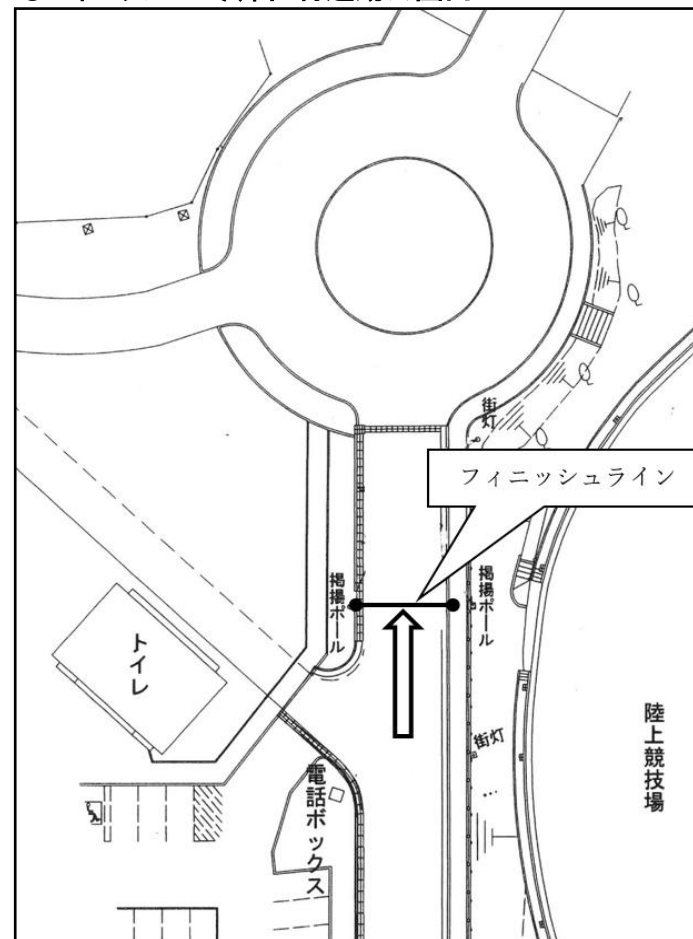 街灯
フィニッシュライン
掲揚ポール
掲揚ポール
トイレ
街灯
陸上競技場
電話ボックス